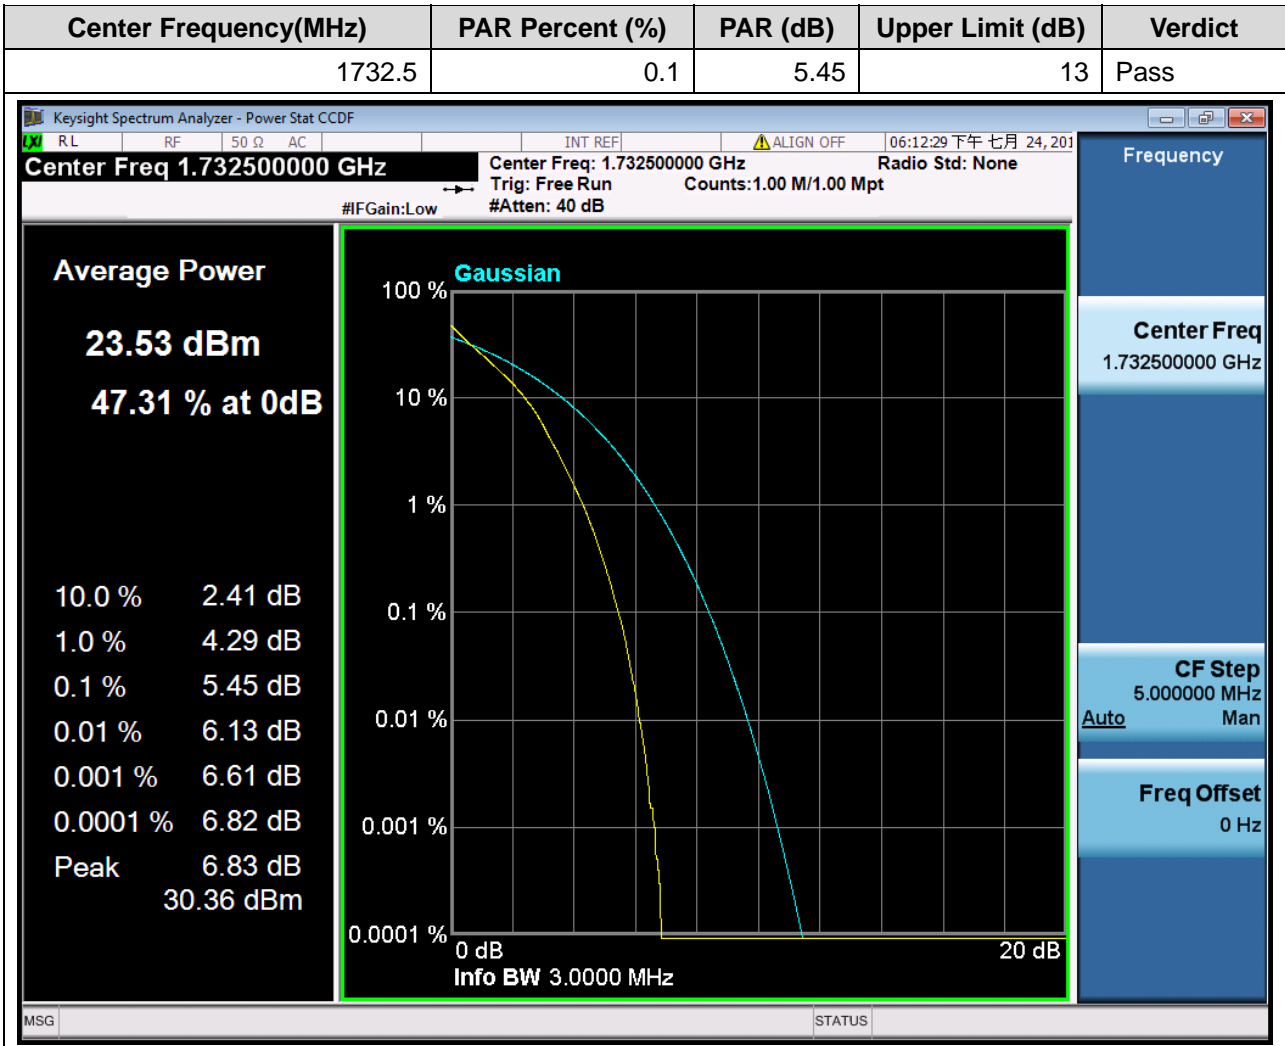 Center Frequency(MHz) PAR Percent (%) PAR (dB) Upper Limit (dB) Verdict
1732.5 0.1 5.45 13 Pass
Keysight Spectrum Analyzer - Power Stat CCDF
LXI RL RF 50 Ω AC INT REF ALIGN OFF 06:12:29 下午 七月 24, 201
Center Freq 1.732500000 GHz
Center Freq: 1.732500000 GHz Radio Std: None
Trig: Free Run Counts:1.00 M/1.00 Mpt
#IFGain:Low #Atten: 40 dB
Average Power
23.53 dBm
47.31 % at 0dB
10.0 % 2.41 dB
1.0 % 4.29 dB
0.1 % 5.45 dB
0.01 % 6.13 dB
0.001 % 6.61 dB
0.0001 % 6.82 dB
Peak 6.83 dB
30.36 dBm
Gaussian
100 %
10 %
1 %
0.1 %
0.01 %
0.001 %
0.0001 %
0 dB 20 dB
Info BW 3.0000 MHz
Frequency
Center Freq
1.732500000 GHz
CF Step
5.000000 MHz
Auto Man
Freq Offset
0 Hz
MSG STATUS